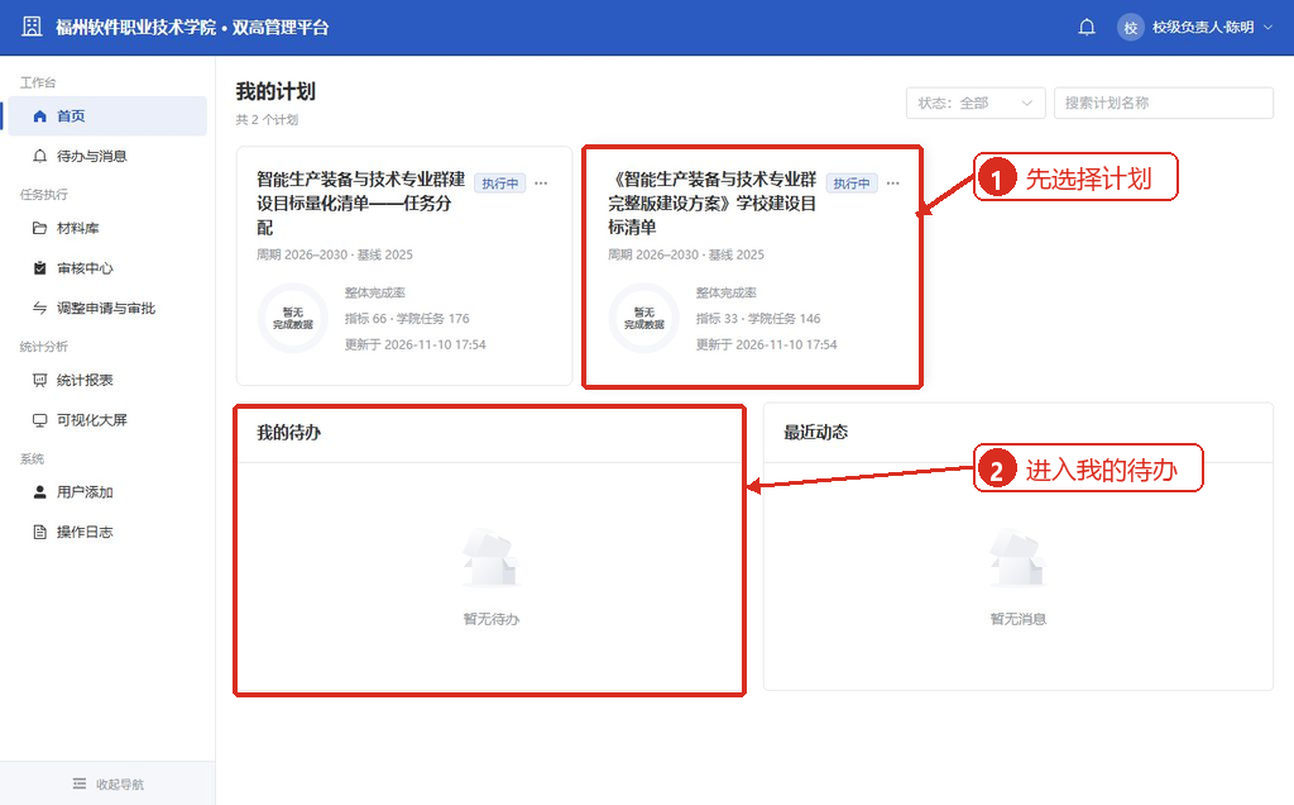 福州软件职业技术学院 • 双高管理平台
校 校级负责人·陈明
工作台
首页
待办与消息
任务执行
材料库
审核中心
调整申请与审批
统计分析
统计报表
可视化大屏
系统
用户添加
操作日志
收起导航
我的计划
共 2 个计划
状态：全部
搜索计划名称
智能生产装备与技术专业群建
设目标量化清单——任务分
配
执行中 ···
周期 2026–2030 · 基线 2025
暂无
完成数据
整体完成率
指标 66 · 学院任务 176
更新于 2026-11-10 17:54
《智能生产装备与技术专业群
完整版建设方案》学校建设目
标清单
执行中 ···
周期 2026–2030 · 基线 2025
暂无
完成数据
整体完成率
指标 33 · 学院任务 146
更新于 2026-11-10 17:54
1 先选择计划
我的待办
暂无待办
最近动态
2 进入我的待办
暂无消息